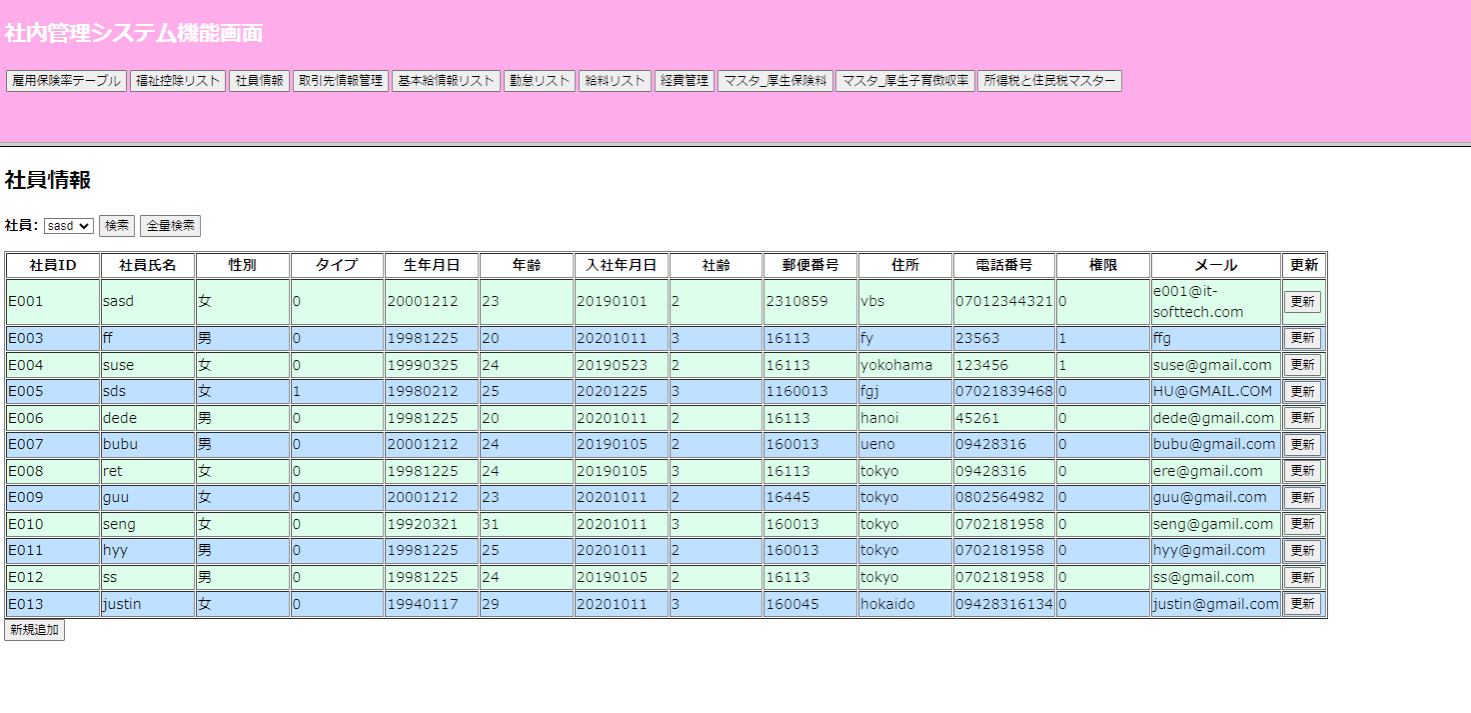 社内管理システム機能画面
雇用保険率テーブル 福祉控除リスト 社員情報 取引先情報管理 基本給情報リスト 勤怠リスト 給料リスト 経費管理 マスタ_厚生保険料 マスタ_厚生子育徴収率 所得税と住民税マスター
社員情報
社員: sasd 検索 全量検索
社員ID 社員氏名 性別 タイプ 生年月日 年齢 入社年月日 社齢 郵便番号 住所 電話番号 権限 メール 更新
E001 sasd 女 0 20001212 23 20190101 2 2310859 vbs 07012344321 0 e001@it-
softtech.com 更新
E003 ff 男 0 19981225 20 20201011 3 16113 fy 23563 1 ffg 更新
E004 suse 女 0 19990325 24 20190523 2 16113 yokohama 123456 1 suse@gmail.com 更新
E005 sds 女 1 19980212 25 20201225 3 1160013 fgj 07021839468 0 HU@GMAIL.COM 更新
E006 dede 男 0 19981225 20 20201011 2 16113 hanoi 45261 0 dede@gmail.com 更新
E007 bubu 男 0 20001212 24 20190105 2 160013 ueno 09428316 0 bubu@gmail.com 更新
E008 ret 女 0 19981225 24 20190105 3 16113 tokyo 09428316 0 ere@gmail.com 更新
E009 guu 女 0 20001212 23 20201011 2 16445 tokyo 0802564982 0 guu@gmail.com 更新
E010 seng 女 0 19920321 31 20201011 3 160013 tokyo 0702181958 0 seng@gamil.com 更新
E011 hyy 男 0 19981225 25 20201011 2 160013 tokyo 0702181958 0 hyy@gmail.com 更新
E012 ss 男 0 19981225 24 20190105 2 16113 tokyo 0702181958 0 ss@gmail.com 更新
E013 justin 女 0 19940117 29 20201011 3 160045 hokaido 09428316134 0 justin@gmail.com 更新
新規追加